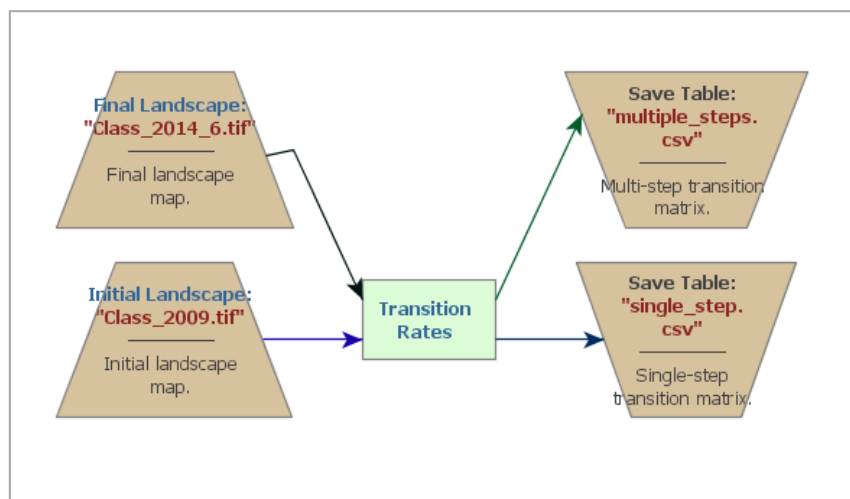 Final Landscape:
"Class_2014_6.tif"
Final landscape
map.
Initial Landscape:
"Class_2009.tif"
Initial landscape
map.
Transition
Rates
Save Table:
"multiple_steps.
csv"
Multi-step transition
matrix.
Save Table:
"single_step.
csv"
Single-step
transition matrix.